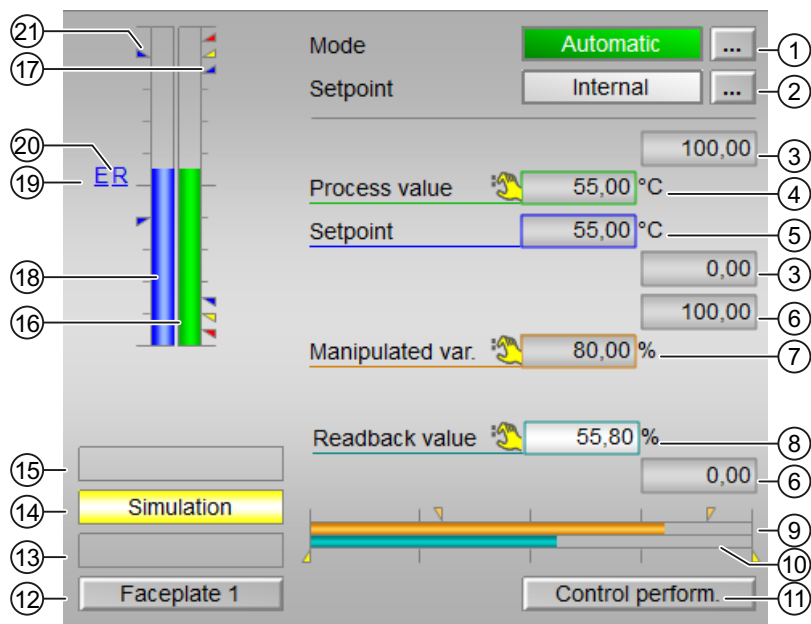 21
17
20
19
18
16
15
14
13
12
E R
Mode Automatic ... 1
Setpoint Internal ... 2
100,00 3
Process value 55,00 °C 4
Setpoint 55,00 °C 5
0,00 3
100,00 6
Manipulated var. 80,00 % 7
Readback value 55,80 % 8
0,00 6
9
10
Simulation
Faceplate 1
Control perform. 11